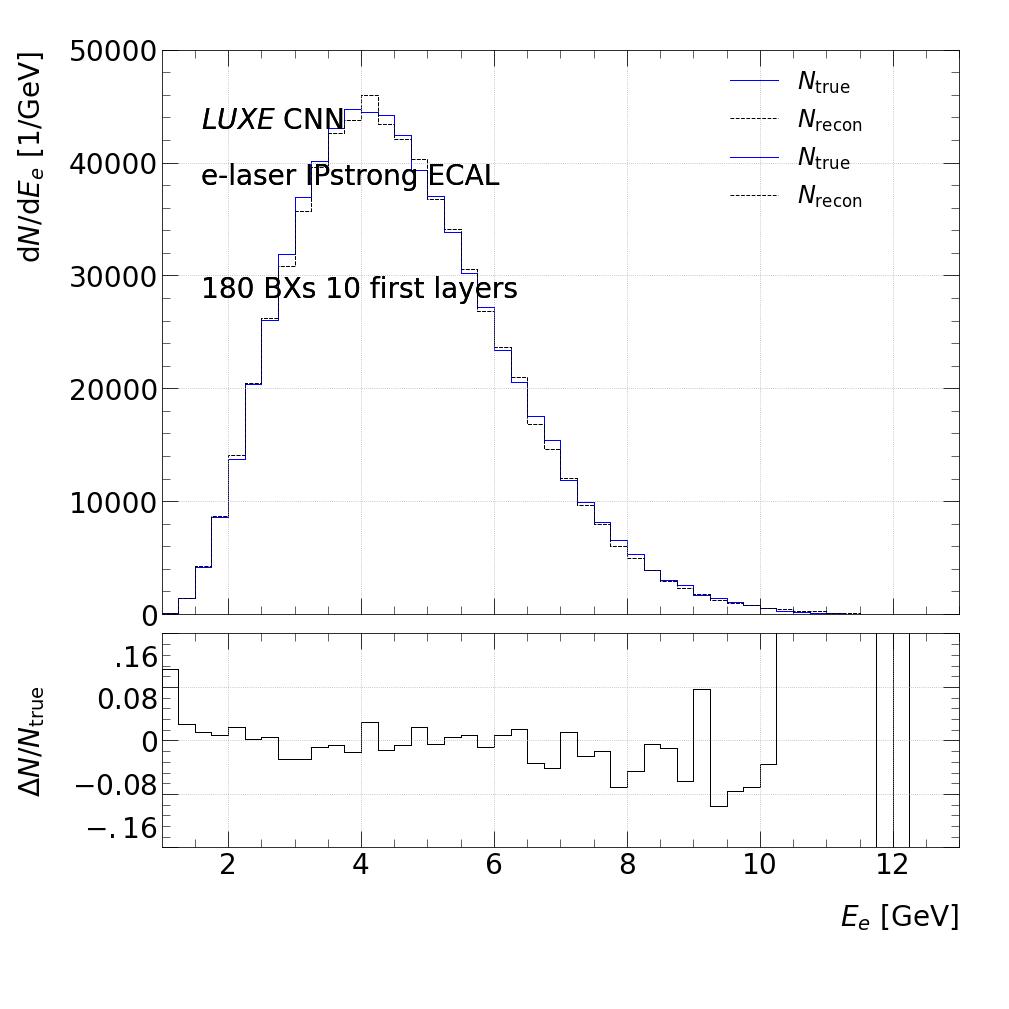 50000
40000
30000
20000
10000
0
dN/dE_e [1/GeV]
LUXE CNN
e-laser IPstrong ECAL
180 BXs 10 first layers
N_true
N_recon
N_true
N_recon
.16
0.08
0
−0.08
−.16
ΔN/N_true
2 4 6 8 10 12
E_e [GeV]